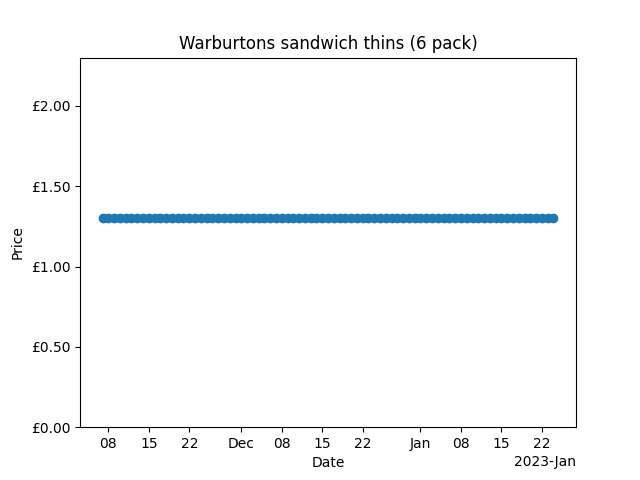 Warburtons sandwich thins (6 pack)
£2.00
£1.50
£1.00
£0.50
£0.00
Price
08 15 22 Dec 08 15 22 Jan 08 15 22
Date
2023-Jan